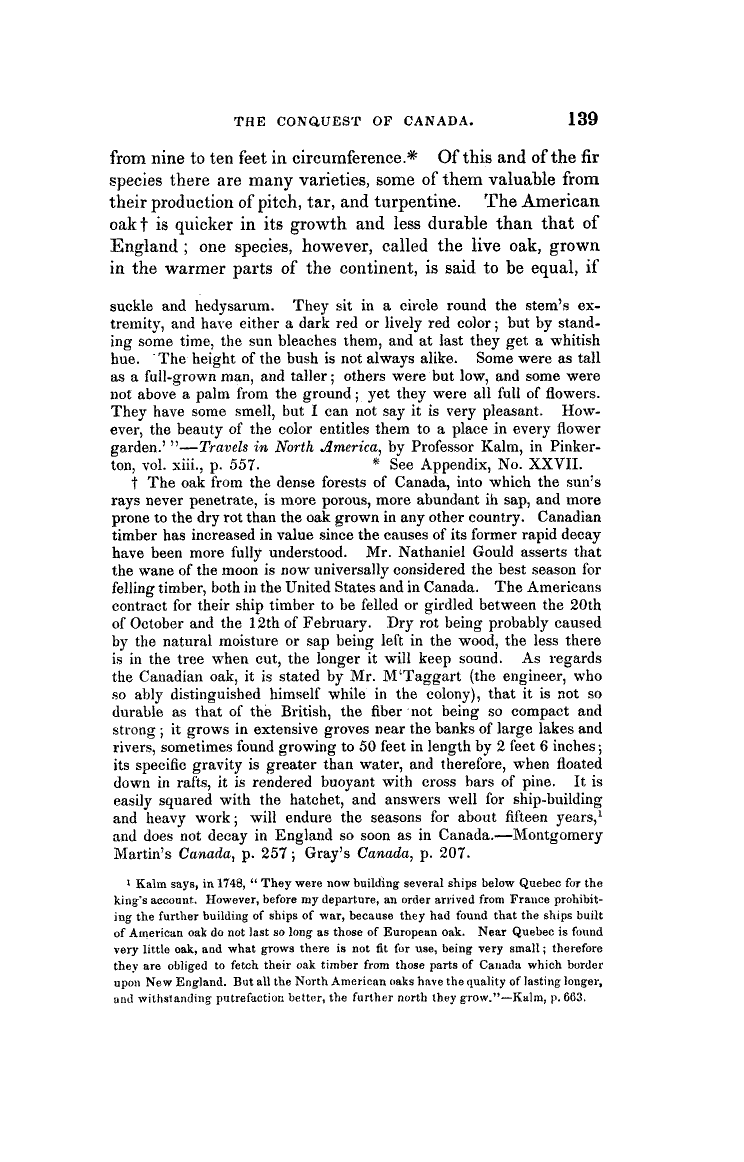 THE CONQUEST OF CANADA. 139
from nine to ten feet in circumference.* Of this and of the fir
species there are many varieties, some of them valuable from
their production of pitch, tar, and turpentine. The American
oak† is quicker in its growth and less durable than that of
England; one species, however, called the live oak, grown
in the warmer parts of the continent, is said to be equal, if
suckle and hedysarum. They sit in a circle round the stem's ex-
tremity, and have either a dark red or lively red color; but by stand-
ing some time, the sun bleaches them, and at last they get a whitish
hue. The height of the bush is not always alike. Some were as tall
as a full-grown man, and taller; others were but low, and some were
not above a palm from the ground; yet they were all full of flowers.
They have some smell, but I can not say it is very pleasant. How-
ever, the beauty of the color entitles them to a place in every flower
garden.' "—Travels in North America, by Professor Kalm, in Pinker-
ton, vol. xiii., p. 557. * See Appendix, No. XXVII.
† The oak from the dense forests of Canada, into which the sun's
rays never penetrate, is more porous, more abundant in sap, and more
prone to the dry rot than the oak grown in any other country. Canadian
timber has increased in value since the causes of its former rapid decay
have been more fully understood. Mr. Nathaniel Gould asserts that
the wane of the moon is now universally considered the best season for
felling timber, both in the United States and in Canada. The Americans
contract for their ship timber to be felled or girdled between the 20th
of October and the 12th of February. Dry rot being probably caused
by the natural moisture or sap being left in the wood, the less there
is in the tree when cut, the longer it will keep sound. As regards
the Canadian oak, it is stated by Mr. M'Taggart (the engineer, who
so ably distinguished himself while in the colony), that it is not so
durable as that of the British, the fiber not being so compact and
strong; it grows in extensive groves near the banks of large lakes and
rivers, sometimes found growing to 50 feet in length by 2 feet 6 inches;
its specific gravity is greater than water, and therefore, when floated
down in rafts, it is rendered buoyant with cross bars of pine. It is
easily squared with the hatchet, and answers well for ship-building
and heavy work; will endure the seasons for about fifteen years,¹
and does not decay in England so soon as in Canada.—Montgomery
Martin's Canada, p. 257; Gray's Canada, p. 207.
¹ Kalm says, in 1748, "They were now building several ships below Quebec for the
king's account. However, before my departure, an order arrived from France prohibit-
ing the further building of ships of war, because they had found that the ships built
of American oak do not last so long as those of European oak. Near Quebec is found
very little oak, and what grows there is not fit for use, being very small; therefore
they are obliged to fetch their oak timber from those parts of Canada which border
upon New England. But all the North American oaks have the quality of lasting longer,
and withstanding putrefaction better, the further north they grow."—Kalm, p. 663.